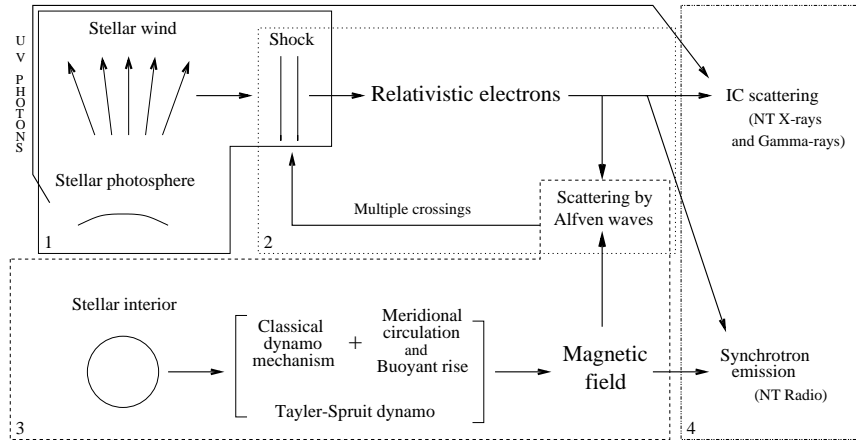 UV PHOTONS
Stellar wind
Shock
Relativistic electrons
IC scattering
(NT X-rays
and Gamma-rays)
Stellar photosphere
Scattering by
Alfven waves
Multiple crossings
1
2
Stellar interior
Classical
dynamo
mechanism
+
Meridional
circulation
and
Buoyant rise
Tayler-Spruit dynamo
Magnetic
field
Synchrotron
emission
(NT Radio)
3
4